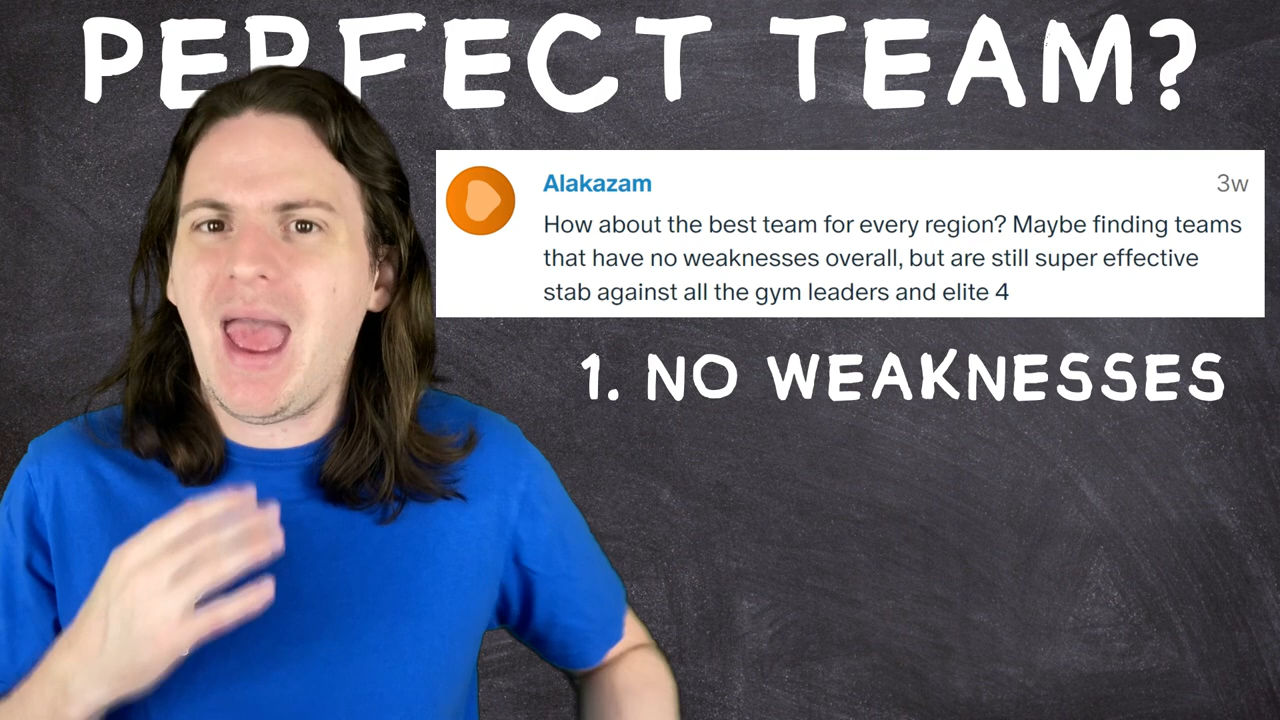 PERFECT TEAM?
Alakazam 3w
How about the best team for every region? Maybe finding teams
that have no weaknesses overall, but are still super effective
stab against all the gym leaders and elite 4
1. NO WEAKNESSES